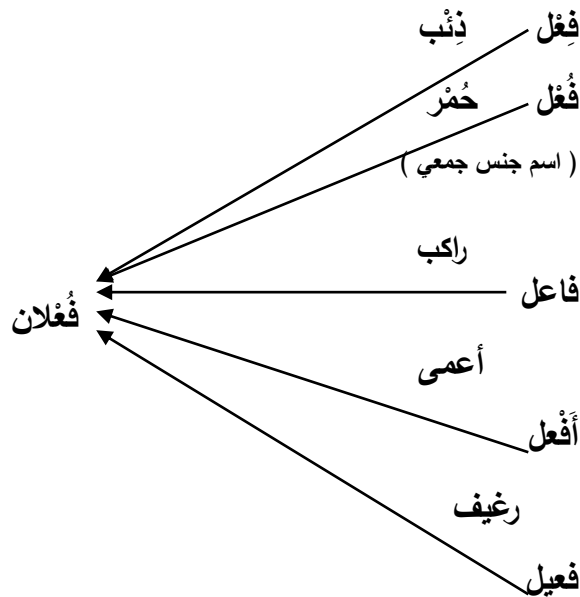 فِعْل ذِئْب
فُعْل حُمْر
( اسم جنس جمعي )
راكب
فاعل
فُعْلان
أعمى
أَفْعل
رغيف
فعيل